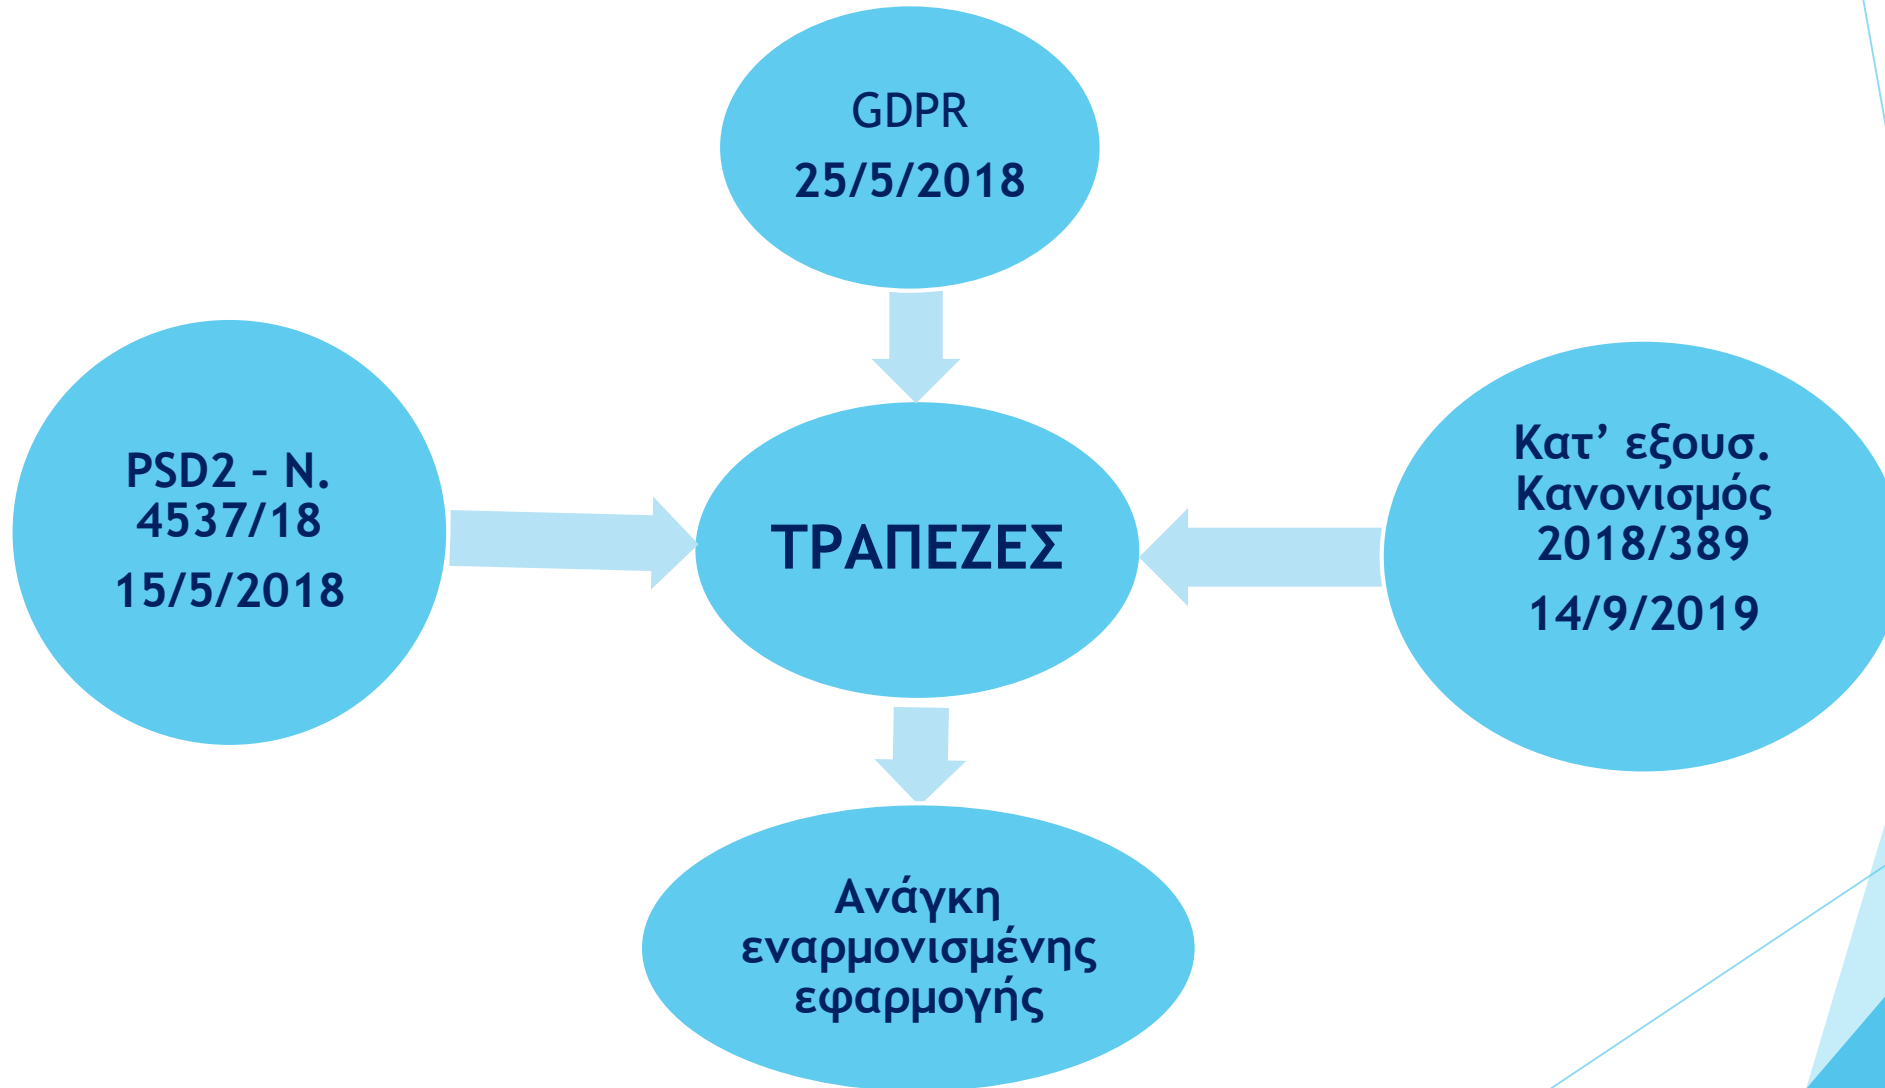 GDPR
25/5/2018
PSD2 – Ν.
4537/18
15/5/2018
ΤΡΑΠΕΖΕΣ
Κατ’ εξουσ.
Κανονισμός
2018/389
14/9/2019
Ανάγκη
εναρμονισμένης
εφαρμογής